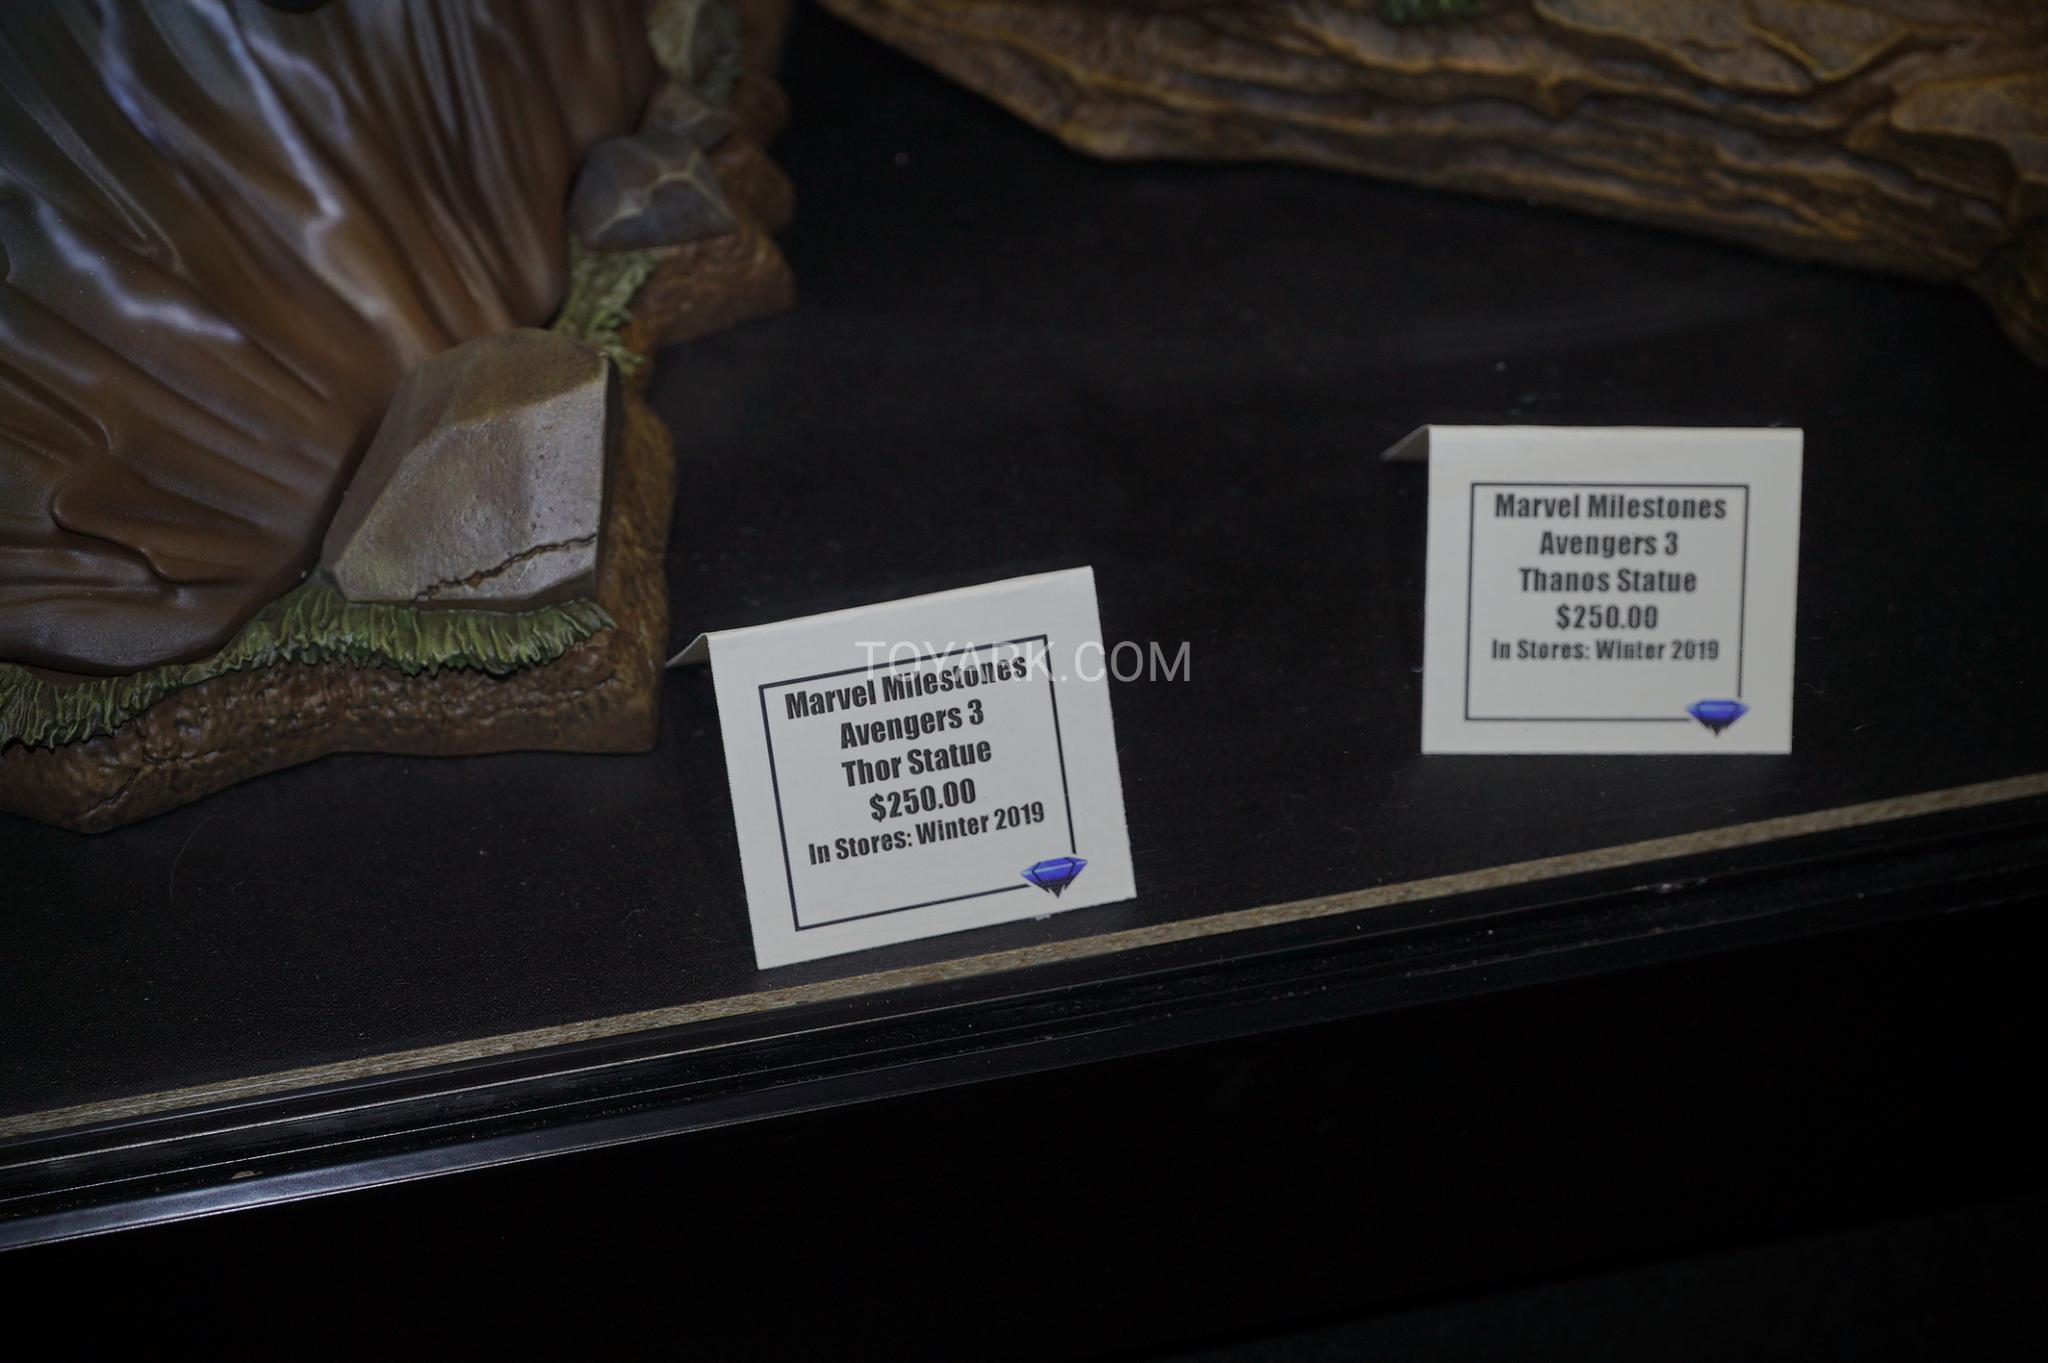 TOYARK.COM
Marvel Milestones
Avengers 3
Thor Statue
$250.00
In Stores: Winter 2019
Marvel Milestones
Avengers 3
Thanos Statue
$250.00
In Stores: Winter 2019